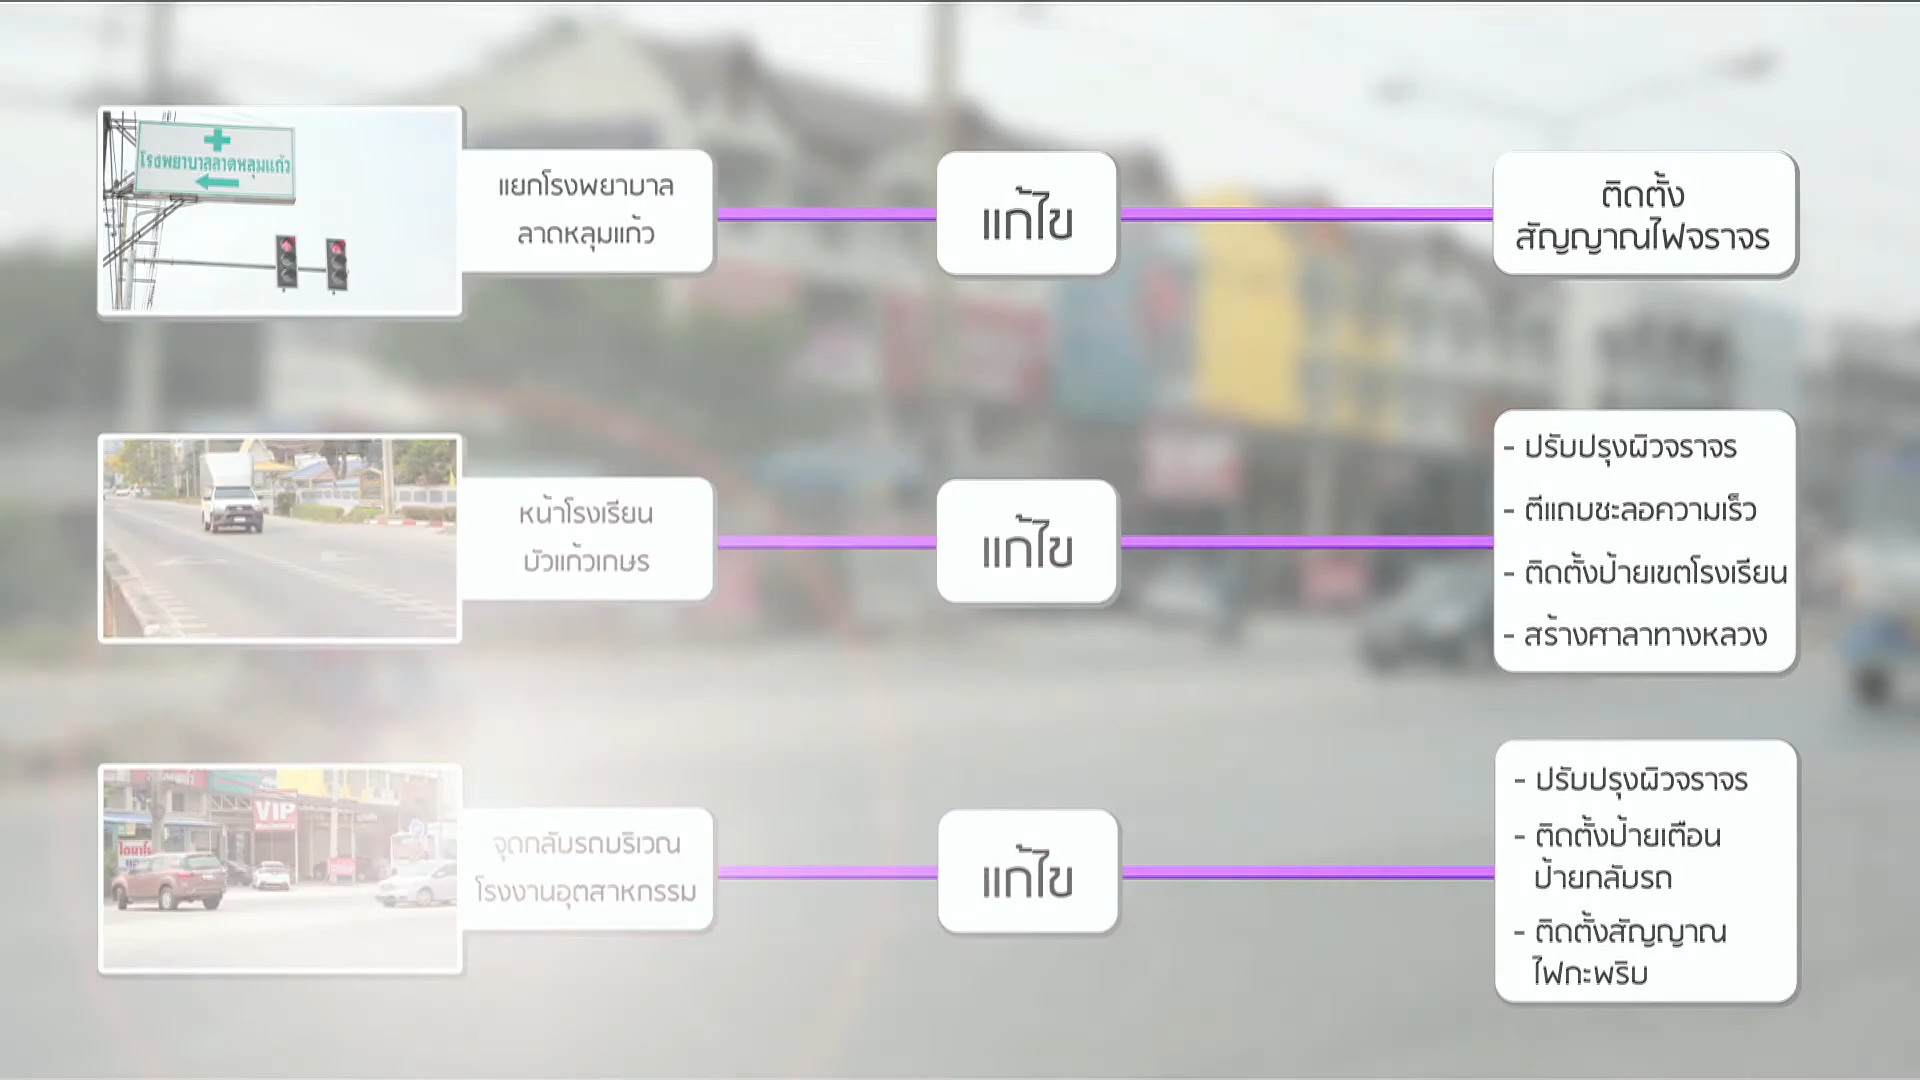 โรงพยาบาลลาดหลุมแก้ว
แยกโรงพยาบาล
ลาดหลุมแก้ว
แก้ไข
ติดตั้ง
สัญญาณไฟจราจร
หน้าโรงเรียน
บัวแก้วเกษร
แก้ไข
- ปรับปรุงผิวจราจร
- ตีแถบชะลอความเร็ว
- ติดตั้งป้ายเขตโรงเรียน
- สร้างศาลาทางหลวง
VIP
จุดกลับรถบริเวณ
โรงงานอุตสาหกรรม
แก้ไข
- ปรับปรุงผิวจราจร
- ติดตั้งป้ายเตือน
ป้ายกลับรถ
- ติดตั้งสัญญาณ
ไฟกะพริบ